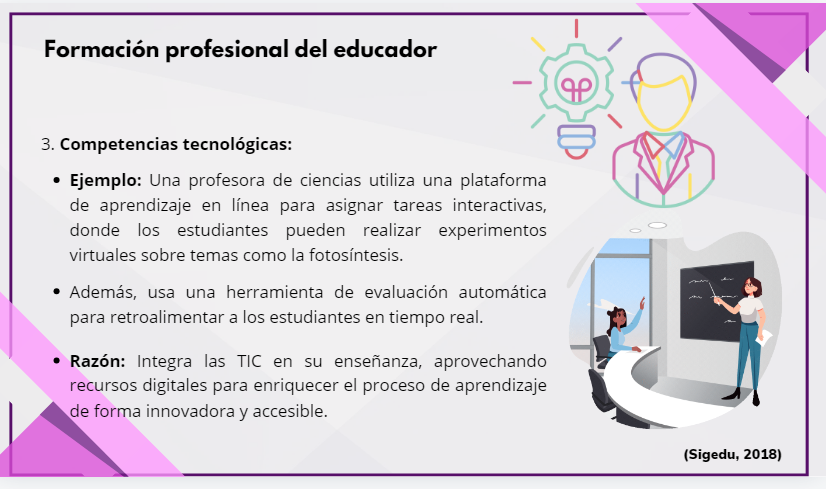 Formación profesional del educador
3. Competencias tecnológicas:
• Ejemplo: Una profesora de ciencias utiliza una plataforma
de aprendizaje en línea para asignar tareas interactivas,
donde los estudiantes pueden realizar experimentos
virtuales sobre temas como la fotosíntesis.
• Además, usa una herramienta de evaluación automática
para retroalimentar a los estudiantes en tiempo real.
• Razón: Integra las TIC en su enseñanza, aprovechando
recursos digitales para enriquecer el proceso de aprendizaje
de forma innovadora y accesible.
(Sigedu, 2018)